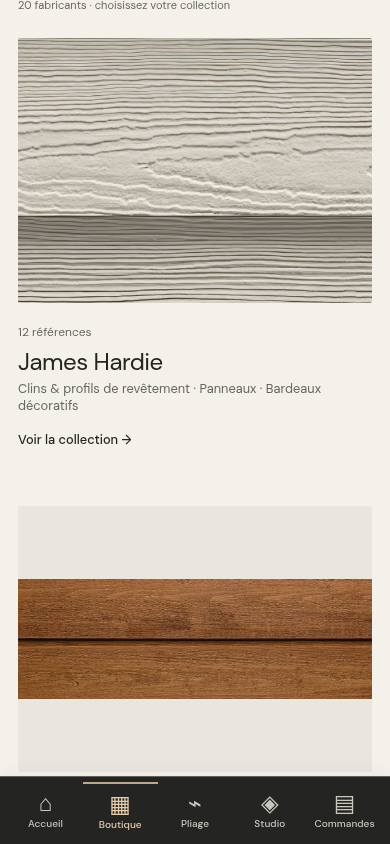 20 fabricants · choisissez votre collection
12 références
James Hardie
Clins & profils de revêtement · Panneaux · Bardeaux
décoratifs
Voir la collection →
Accueil
Boutique
Pliage
Studio
Commandes